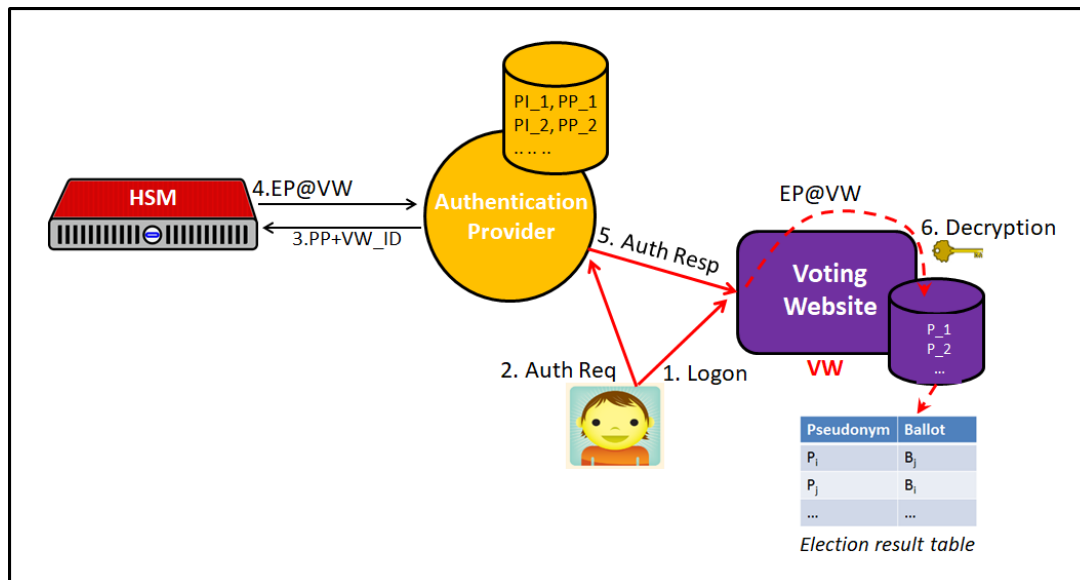 PI_1, PP_1
PI_2, PP_2
.. .. ..
HSM
4.EP@VW
3.PP+VW_ID
Authentication
Provider
5. Auth Resp
EP@VW
6. Decryption
Voting
Website
P_1
P_2
...
VW
2. Auth Req
1. Logon
Pseudonym Ballot
Pi Bj
Pj Bi
... ...
Election result table